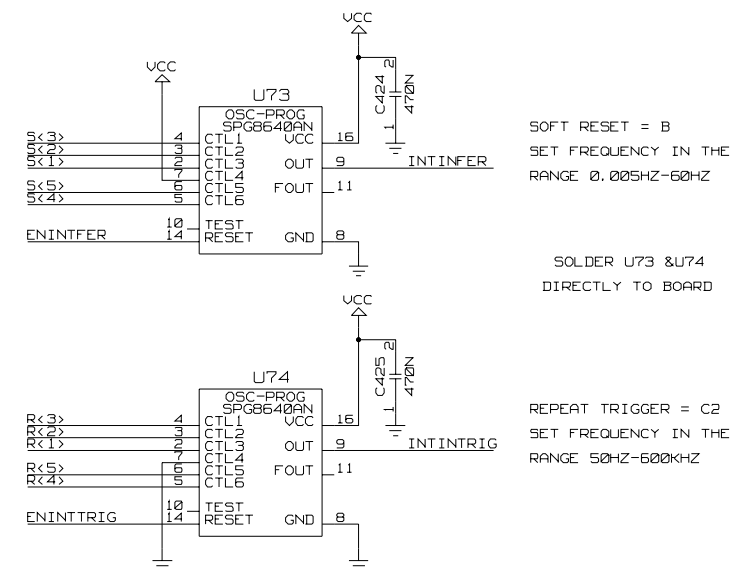 VCC
VCC
2
C424
470N
1
U73
OSC-PROG
SPG8640AN
S<3> 4 CTL1 VCC 16
S<2> 3 CTL2
S<1> 2 CTL3 OUT 9 INTINFER
7 CTL4
S<5> 6 CTL5 FOUT 11
S<4> 5 CTL6
10 TEST
ENINTFER 14 RESET GND 8
SOFT RESET = B
SET FREQUENCY IN THE
RANGE 0.005HZ-60HZ
SOLDER U73 &U74
DIRECTLY TO BOARD
VCC
2
C425
470N
1
U74
OSC-PROG
SPG8640AN
R<3> 4 CTL1 VCC 16
R<2> 3 CTL2
R<1> 2 CTL3 OUT 9 INTINTRIG
7 CTL4
R<5> 6 CTL5 FOUT 11
R<4> 5 CTL6
10 TEST
ENINTTRIG 14 RESET GND 8
REPEAT TRIGGER = C2
SET FREQUENCY IN THE
RANGE 50HZ-600KHZ